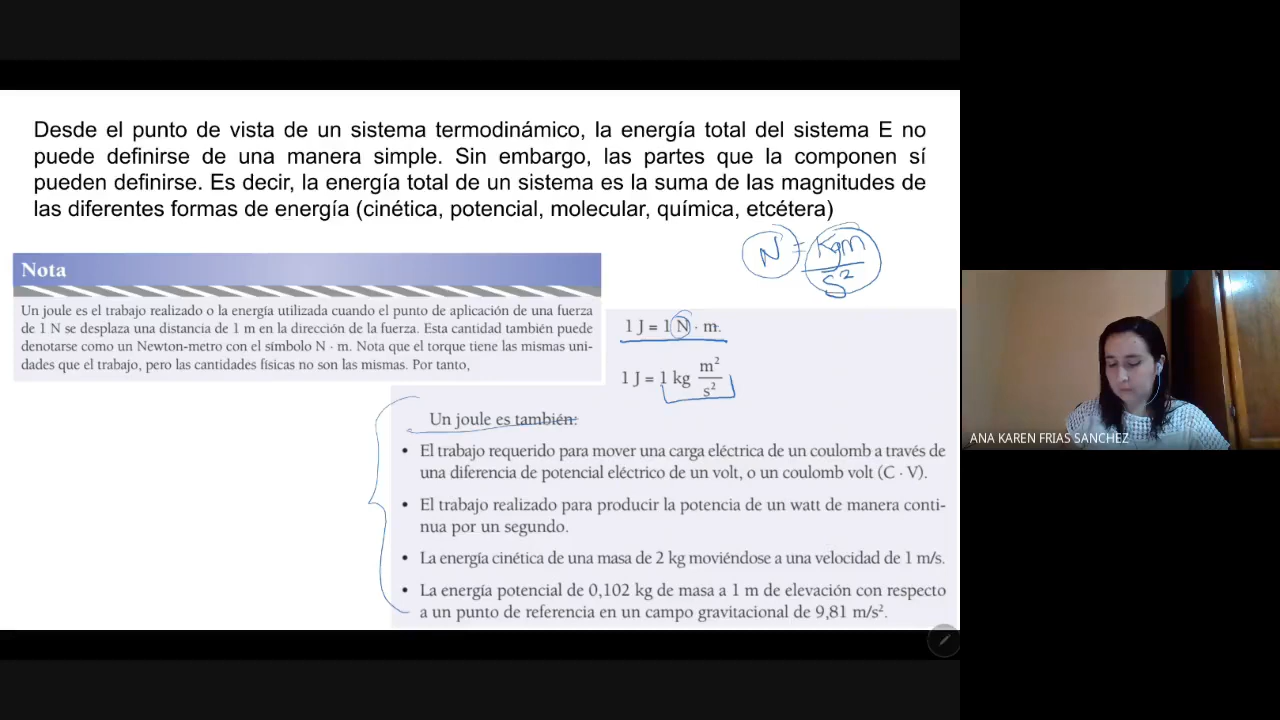 Desde el punto de vista de un sistema termodinámico, la energía total del sistema E no
puede definirse de una manera simple. Sin embargo, las partes que la componen sí
pueden definirse. Es decir, la energía total de un sistema es la suma de las magnitudes de
las diferentes formas de energía (cinética, potencial, molecular, química, etcétera)
N = Kgm
s²
Nota
Un joule es el trabajo realizado o la energía utilizada cuando el punto de aplicación de una fuerza
de 1 N se desplaza una distancia de 1 m en la dirección de la fuerza. Esta cantidad también puede
denotarse como un Newton-metro con el símbolo N · m. Nota que el torque tiene las mismas uni-
dades que el trabajo, pero las cantidades físicas no son las mismas. Por tanto,
1 J = 1 N · m.
1 J = 1 kg m²
s²
Un joule es también:
• El trabajo requerido para mover una carga eléctrica de un coulomb a través de
una diferencia de potencial eléctrico de un volt, o un coulomb volt (C · V).
• El trabajo realizado para producir la potencia de un watt de manera conti-
nua por un segundo.
• La energía cinética de una masa de 2 kg moviéndose a una velocidad de 1 m/s.
• La energía potencial de 0,102 kg de masa a 1 m de elevación con respecto
a un punto de referencia en un campo gravitacional de 9,81 m/s².
ANA KAREN FRIAS SANCHEZ